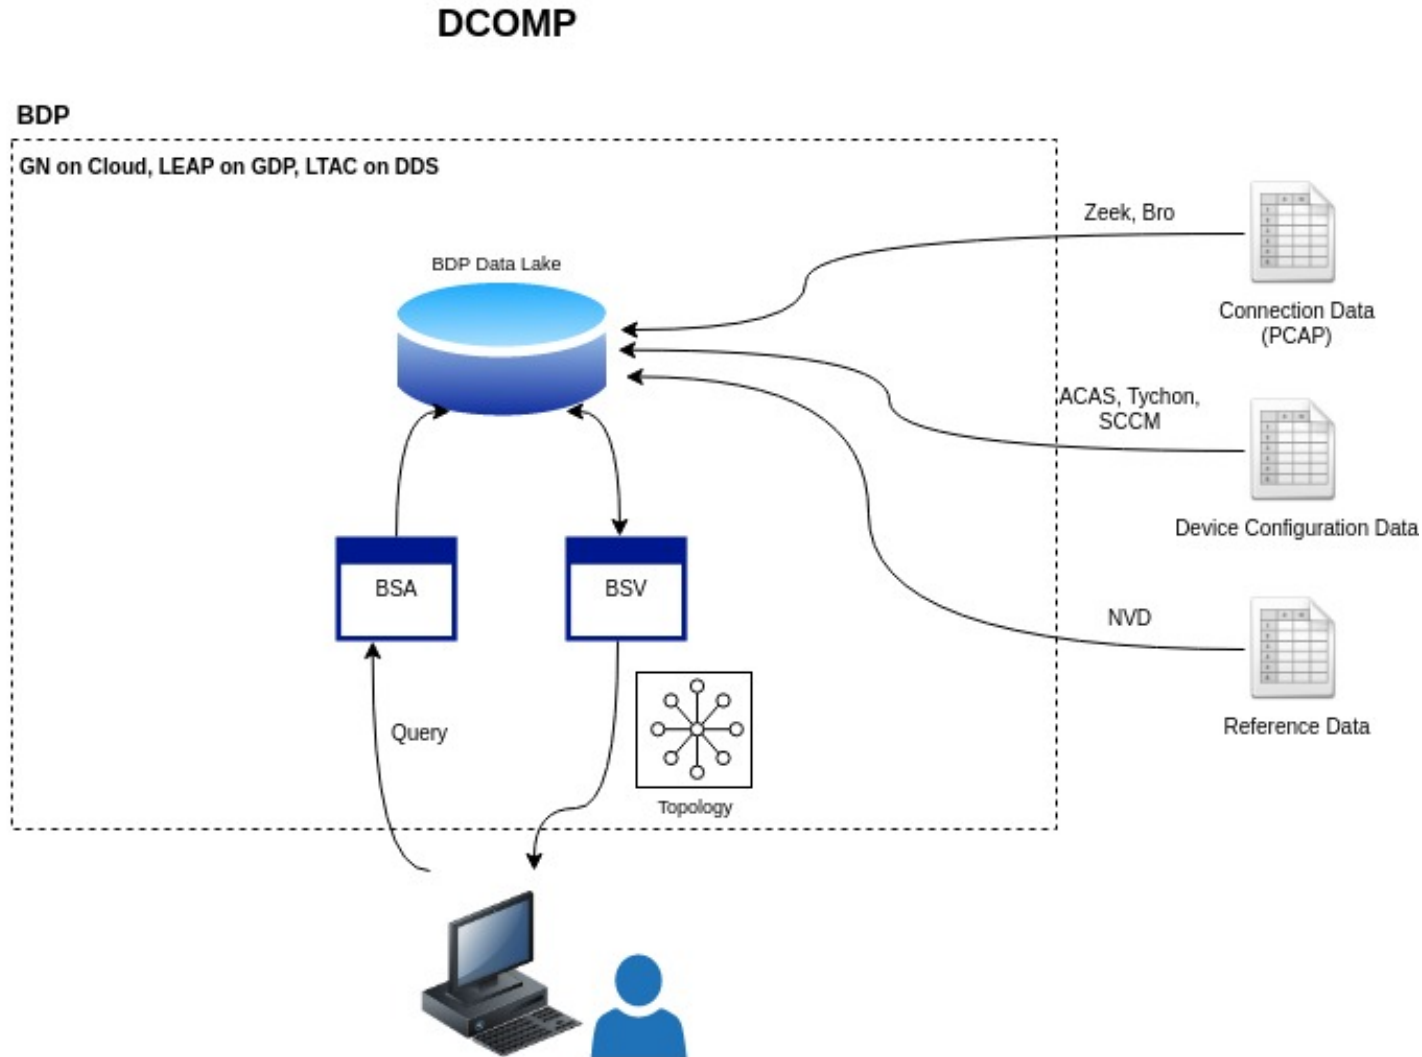 DCOMP
BDP
GN on Cloud, LEAP on GDP, LTAC on DDS
Zeek, Bro
BDP Data Lake
Connection Data
(PCAP)
ACAS, Tychon,
SCCM
Device Configuration Data
BSA
BSV
NVD
Query
Reference Data
Topology